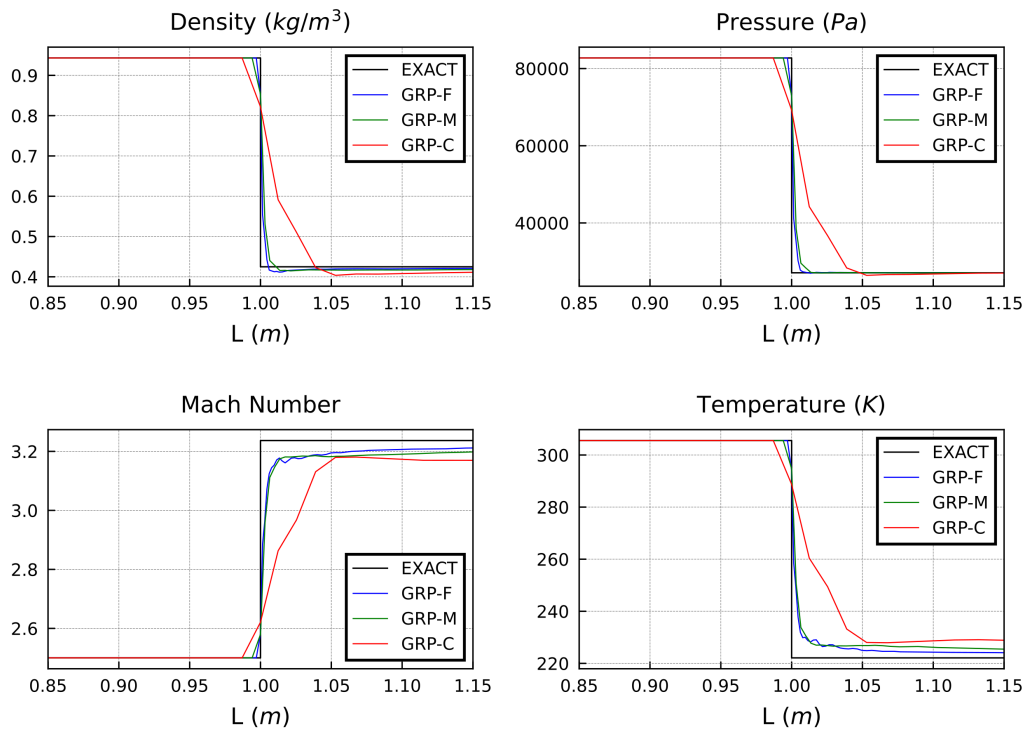 Density (kg/m³)
0.9
0.8
0.7
0.6
0.5
0.4
0.85 0.90 0.95 1.00 1.05 1.10 1.15
L (m)
EXACT
GRP-F
GRP-M
GRP-C
Pressure (Pa)
80000
60000
40000
0.85 0.90 0.95 1.00 1.05 1.10 1.15
L (m)
EXACT
GRP-F
GRP-M
GRP-C
Mach Number
3.2
3.0
2.8
2.6
0.85 0.90 0.95 1.00 1.05 1.10 1.15
L (m)
EXACT
GRP-F
GRP-M
GRP-C
Temperature (K)
300
280
260
240
220
0.85 0.90 0.95 1.00 1.05 1.10 1.15
L (m)
EXACT
GRP-F
GRP-M
GRP-C